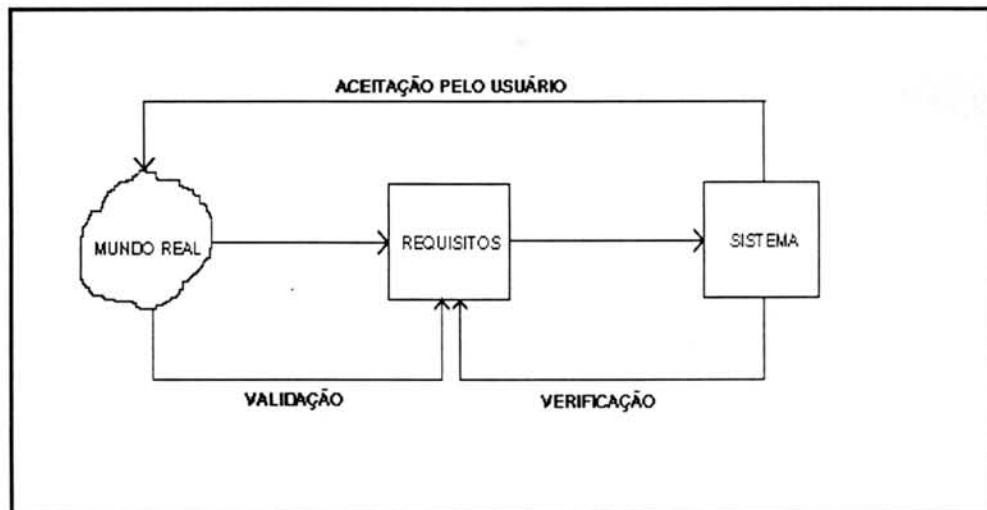 ACEITAÇÃO PELO USUÁRIO
MUNDO REAL
REQUISITOS
SISTEMA
VALIDAÇÃO
VERIFICAÇÃO